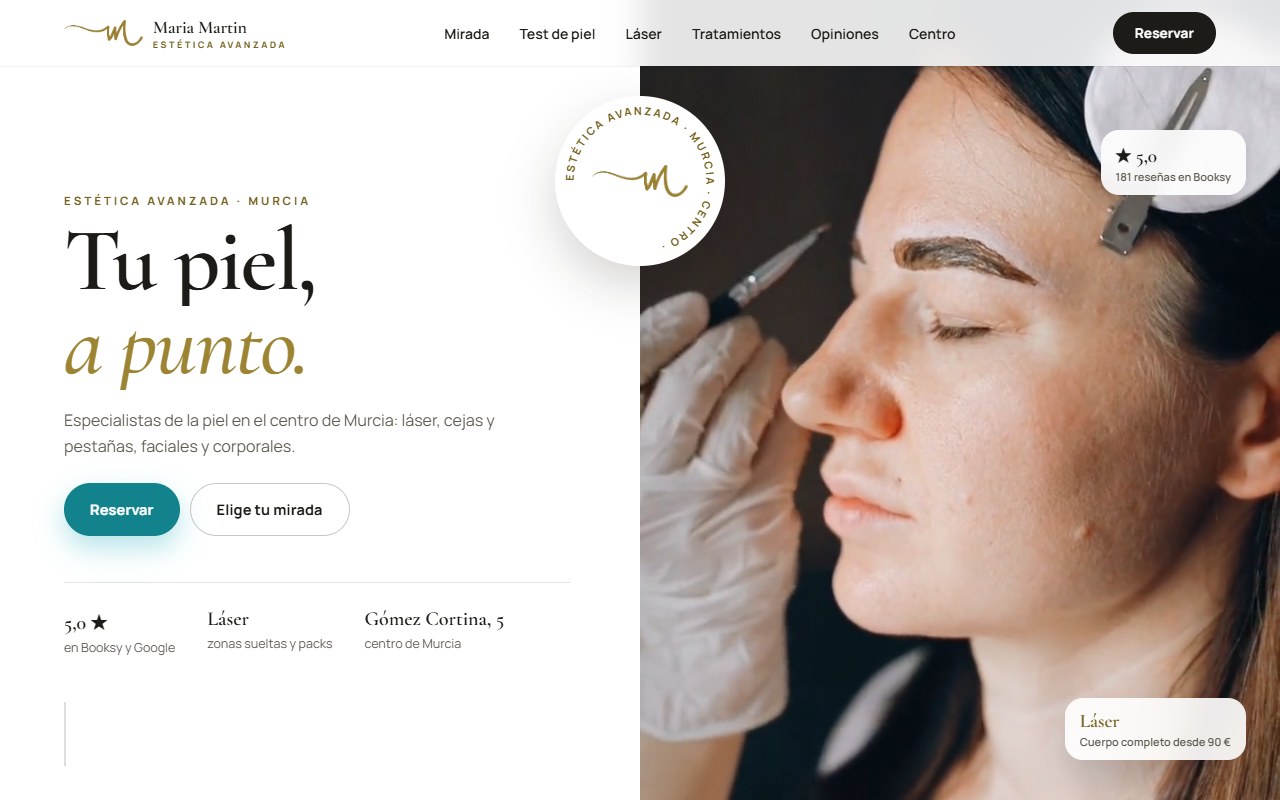 Maria Martin
ESTÉTICA AVANZADA
Mirada
Test de piel
Láser
Tratamientos
Opiniones
Centro
Reservar
ESTÉTICA AVANZADA · MURCIA · CENTRO ·
m
★ 5,0
181 reseñas en Booksy
ESTÉTICA AVANZADA · MURCIA
Tu piel,
a punto.
Especialistas de la piel en el centro de Murcia: láser, cejas y
pestañas, faciales y corporales.
Reservar
Elige tu mirada
5,0 ★
en Booksy y Google
Láser
zonas sueltas y packs
Gómez Cortina, 5
centro de Murcia
Láser
Cuerpo completo desde 90 €